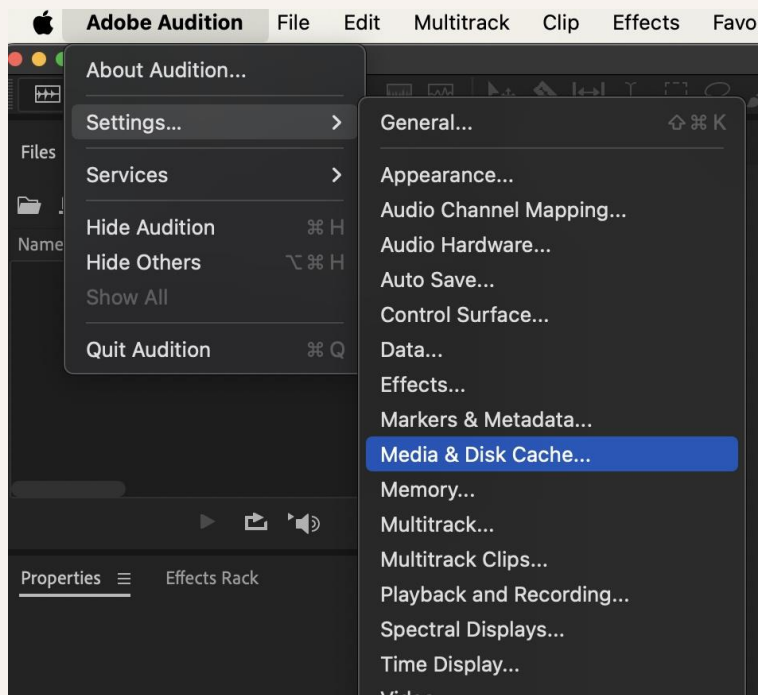 Adobe Audition File Edit Multitrack Clip Effects Favo
About Audition...
Settings...
Services
Hide Audition ⌘ H
Hide Others ⌥ ⌘ H
Show All
Quit Audition ⌘ Q
General... ⇧ ⌘ K
Appearance...
Audio Channel Mapping...
Audio Hardware...
Auto Save...
Control Surface...
Data...
Effects...
Markers & Metadata...
Media & Disk Cache...
Memory...
Multitrack...
Multitrack Clips...
Playback and Recording...
Spectral Displays...
Time Display...
Files
Name
Properties Effects Rack